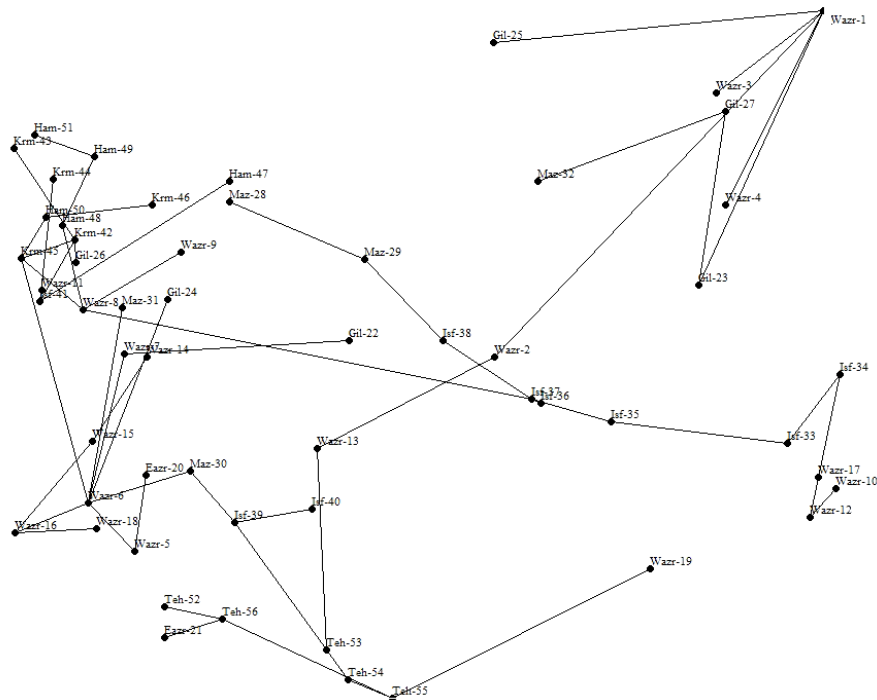 Wazr-1
Gil-25
Wazr-3
Gil-27
Ham-51
Krm-43
Ham-49
Krm-44
Ham-47
Maz-32
Maz-28
Krm-46
Wazr-4
Ham-50
Ham-48
Krm-42
Wazr-9
Krm-45
Gil-26
Maz-29
Gil-23
Wazr-11
Isf-41
Wazr-8
Maz-31
Gil-24
Gil-22
Isf-38
Wazr-7
Wazr-14
Wazr-2
Isf-34
Isf-37
Isf-36
Isf-35
Wazr-15
Wazr-13
Isf-33
Eazr-20
Maz-30
Wazr-17
Wazr-10
Wazr-6
Isf-40
Wazr-12
Wazr-16
Wazr-18
Isf-39
Wazr-5
Wazr-19
Teh-52
Teh-56
Eazr-21
Teh-53
Teh-54
Teh-55